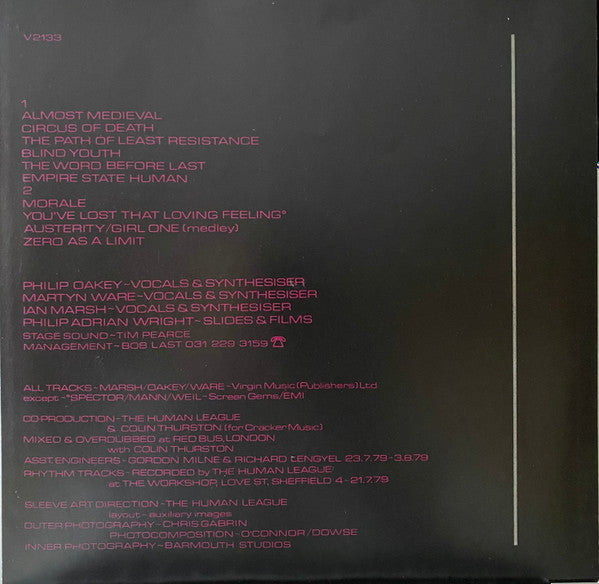 V2133
1
ALMOST MEDIEVAL
CIRCUS OF DEATH
THE PATH OF LEAST RESISTANCE
BLIND YOUTH
THE WORD BEFORE LAST
EMPIRE STATE HUMAN
2
MORALE
YOU'VE LOST THAT LOVING FEELING°
AUSTERITY/GIRL ONE (medley)
ZERO AS A LIMIT
PHILIP OAKEY~VOCALS & SYNTHESISER
MARTYN WARE~VOCALS & SYNTHESISER
IAN MARSH~VOCALS & SYNTHESISER
PHILIP ADRIAN WRIGHT~SLIDES & FILMS
STAGE SOUND~TIM PEARCE
MANAGEMENT~BOB LAST 031 229 3159 ☎
ALL TRACKS~MARSH/OAKEY/WARE~Virgin Music (Publishers) Ltd
except~°SPECTOR/MANN/WEIL~Screen Gems/EMI
CO-PRODUCTION~THE HUMAN LEAGUE
& COLIN THURSTON (for Cracker Music)
MIXED & OVERDUBBED at RED BUS, LONDON
with COLIN THURSTON
ASST. ENGINEERS~GORDON MILNE & RICHARD LENGYEL 23.7.79~3.8.79
RHYTHM TRACKS~RECORDED by THE HUMAN LEAGUE
at THE WORKSHOP, LOVE ST, SHEFFIELD 4~21.7.79
SLEEVE ART DIRECTION~THE HUMAN LEAGUE
layout~auxiliary images
OUTER PHOTOGRAPHY~CHRIS GABRIN
PHOTOCOMPOSITION~O'CONNOR/DOWSE
INNER PHOTOGRAPHY~BARMOUTH STUDIOS